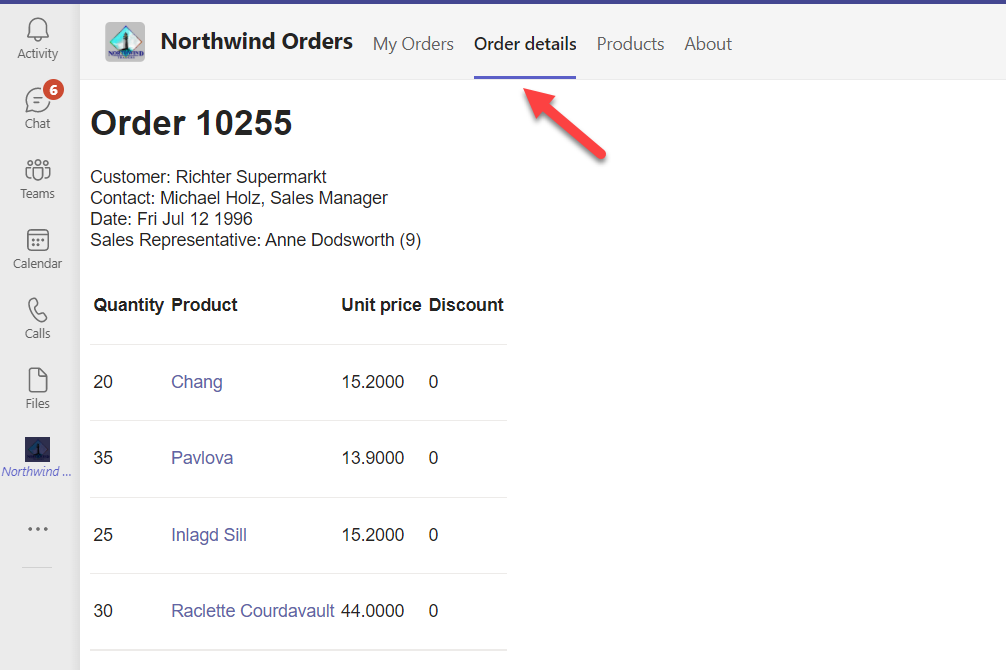 Activity
6
Chat
Teams
Calendar
Calls
Files
Northwind ...
Northwind Orders My Orders Order details Products About
Order 10255
Customer: Richter Supermarkt
Contact: Michael Holz, Sales Manager
Date: Fri Jul 12 1996
Sales Representative: Anne Dodsworth (9)
Quantity Product Unit price Discount
20 Chang 15.2000 0
35 Pavlova 13.9000 0
25 Inlagd Sill 15.2000 0
30 Raclette Courdavault 44.0000 0